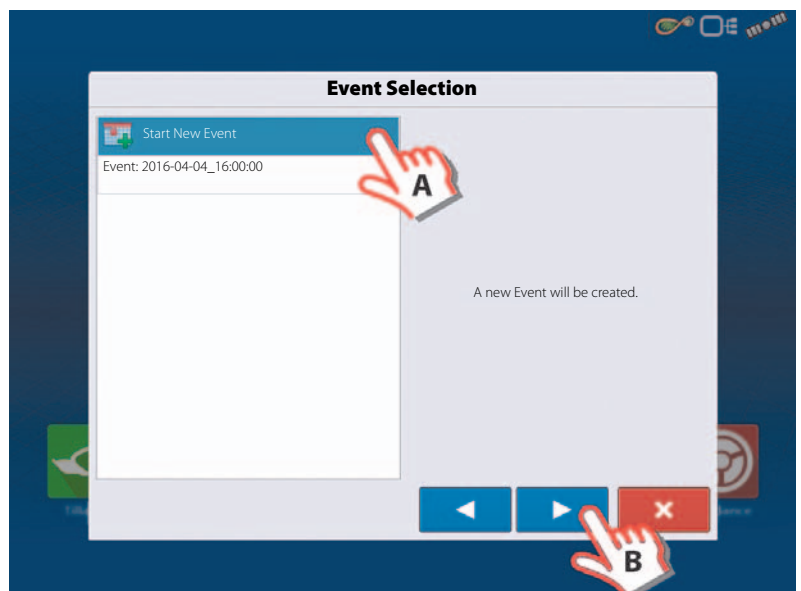 Event Selection
Start New Event
Event: 2016-04-04_16:00:00
A
A new Event will be created.
B